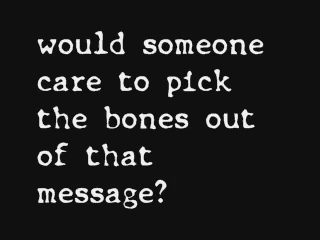 would someone
care to pick
the bones out
of that
message?